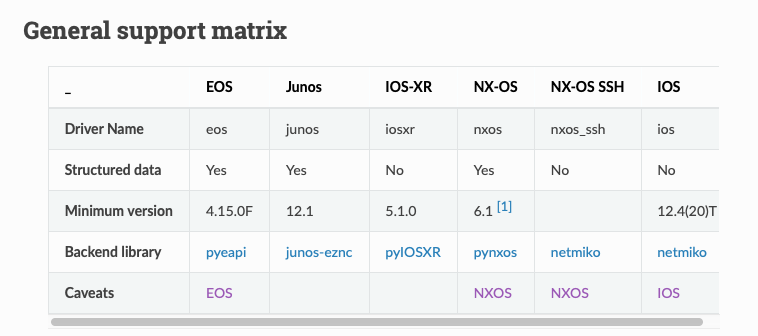 General support matrix
_ EOS Junos IOS-XR NX-OS NX-OS SSH IOS
Driver Name eos junos iosxr nxos nxos_ssh ios
Structured data Yes Yes No Yes No No
Minimum version 4.15.0F 12.1 5.1.0 6.1 [1] 12.4(20)T
Backend library pyeapi junos-eznc pyIOSXR pynxos netmiko netmiko
Caveats EOS NXOS NXOS IOS